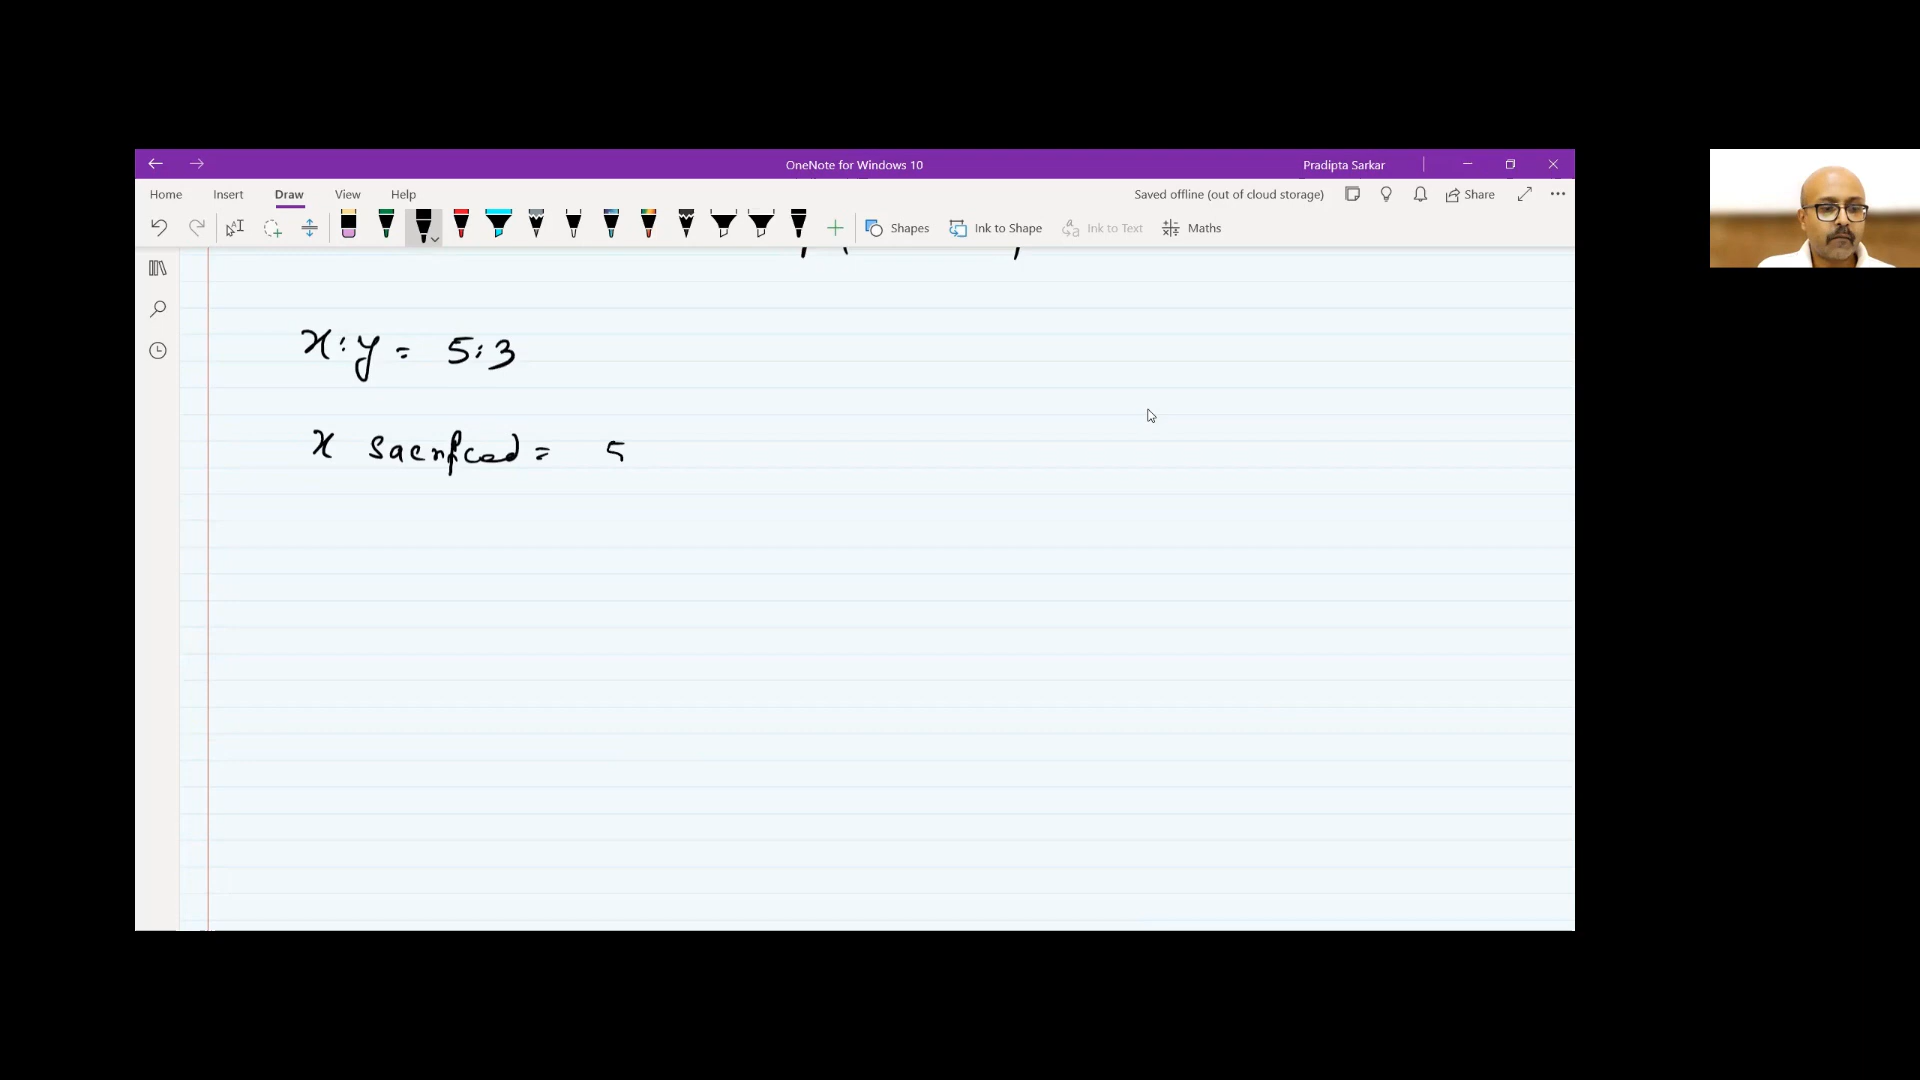 OneNote for Windows 10
Pradipta Sarkar
Home Insert Draw View Help
Saved offline (out of cloud storage)
Share
Shapes
Ink to Shape
Ink to Text
Maths
x : y = 5 : 3
x sacrificed = 5